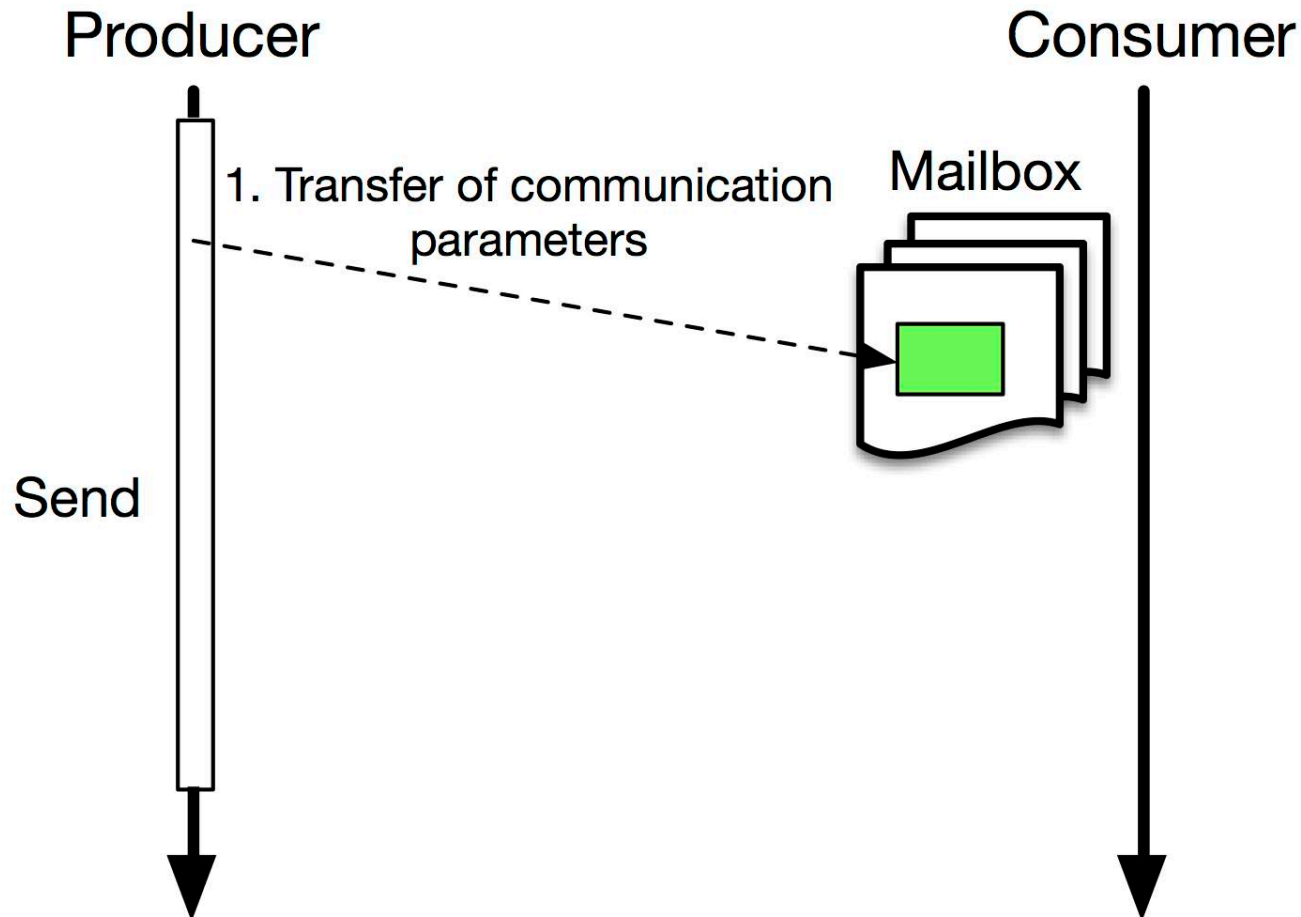 Producer
Consumer
1. Transfer of communication
parameters
Mailbox
Send